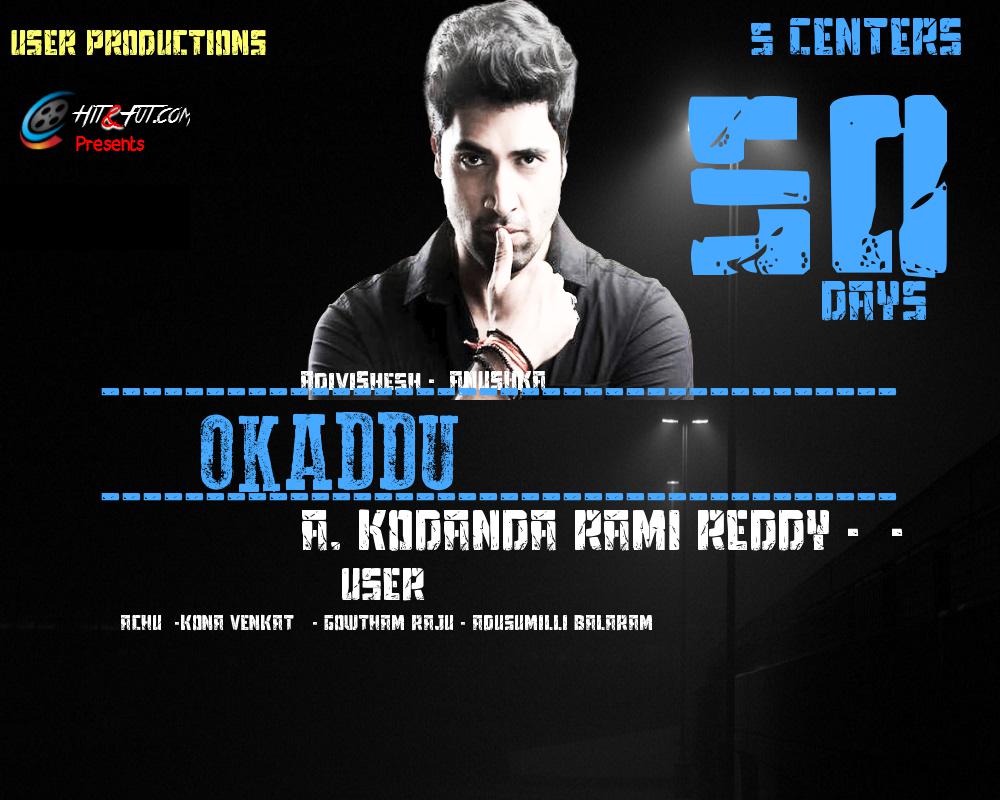 USER PRODUCTIONS
HIT&FUT.COM
Presents
5 CENTERS
50
DAYS
ADIVISHESH - ANUSHKA
OKADDU
A. KODANDA RAMI REDDY - -
USER
ACHU -KONA VENKAT - GOWTHAM RAJU - ADUSUMILLI BALARAM